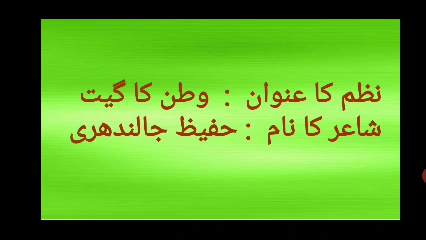 نظم کا عنوان : وطن کا گیت
شاعر کا نام : حفیظ جالندھری